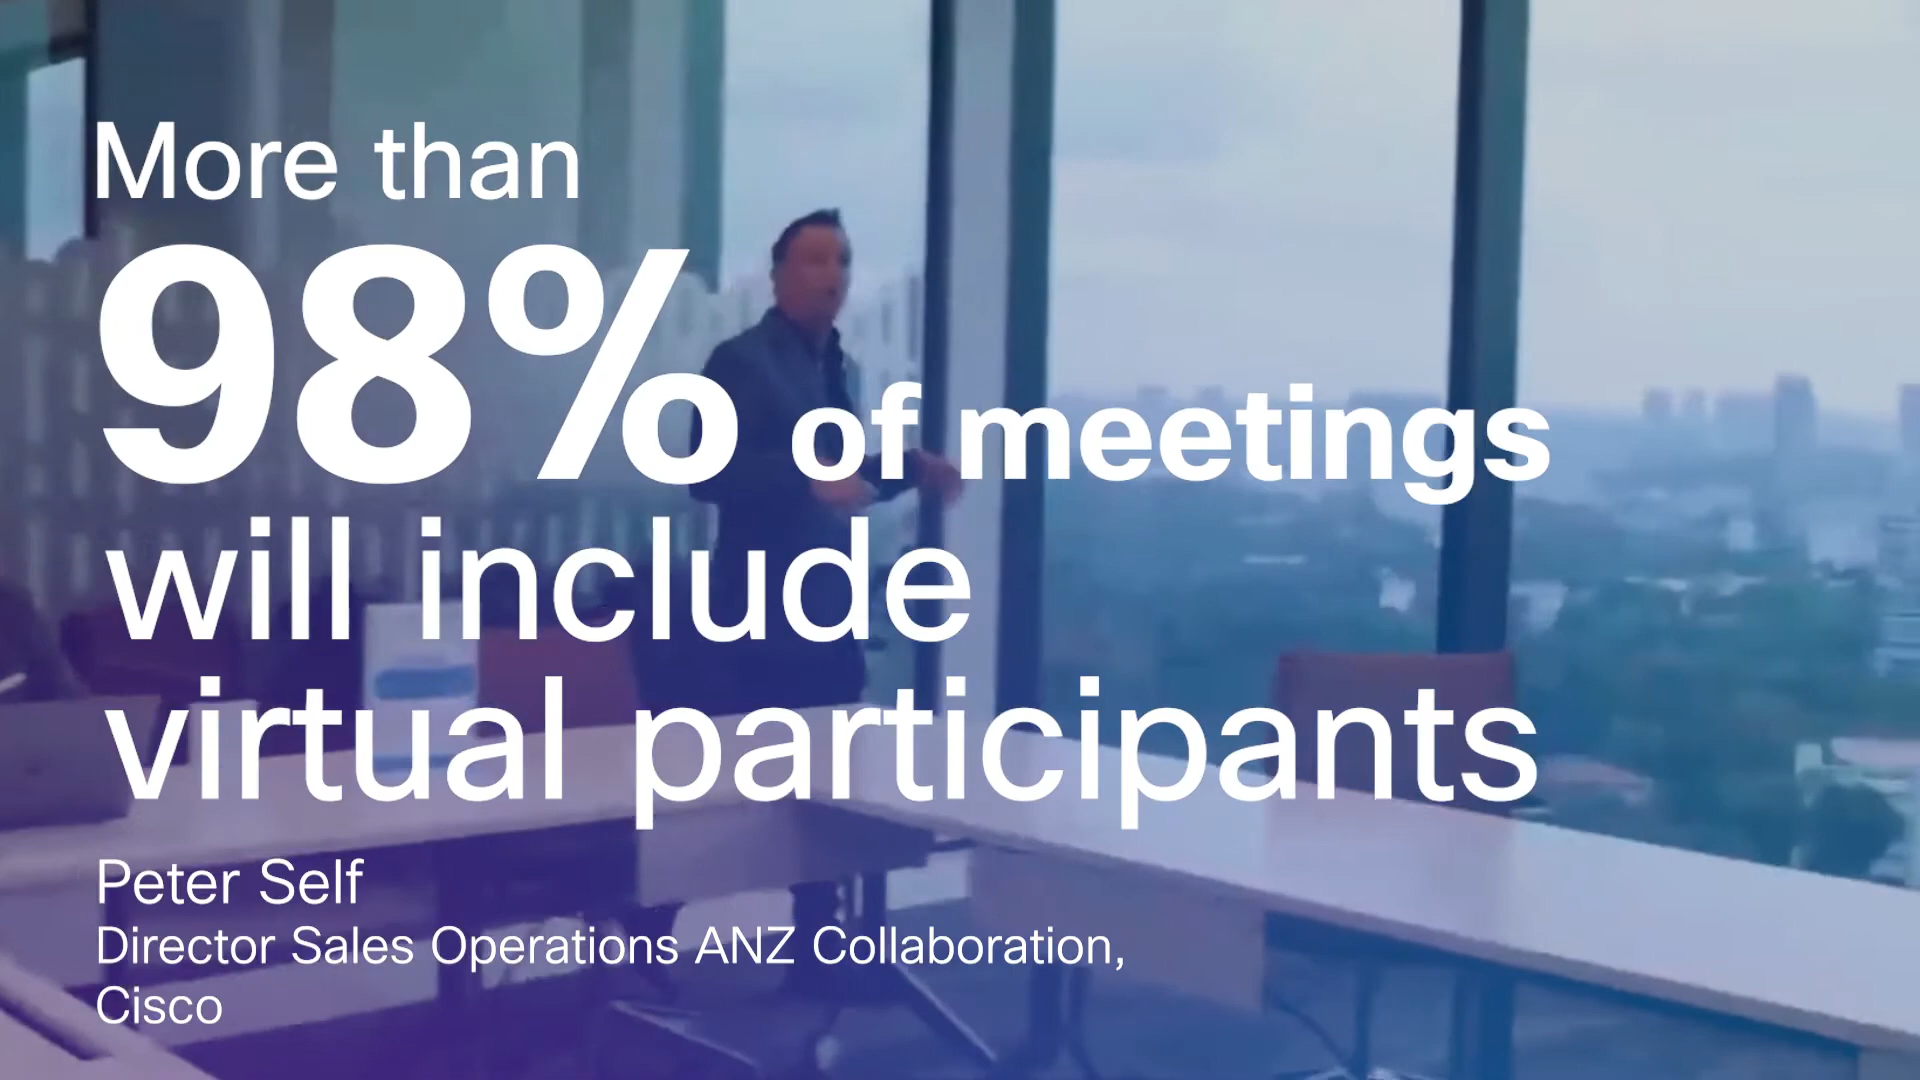 More than
98% of meetings
will include
virtual participants
Peter Self
Director Sales Operations ANZ Collaboration,
Cisco